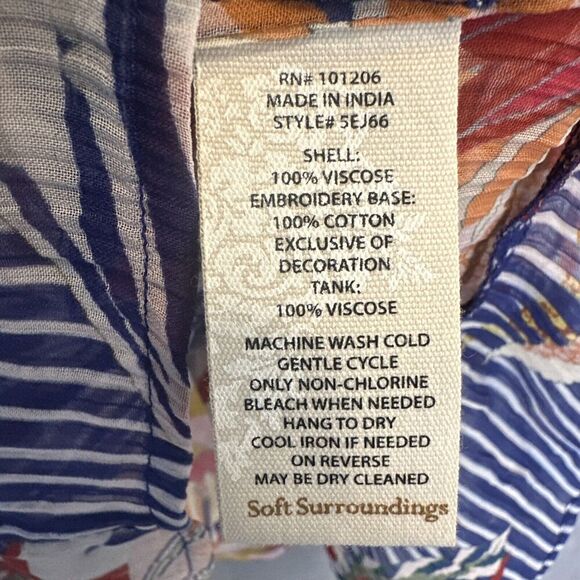 RN# 101206
MADE IN INDIA
STYLE# 5EJ66
SHELL:
100% VISCOSE
EMBROIDERY BASE:
100% COTTON
EXCLUSIVE OF
DECORATION
TANK:
100% VISCOSE
MACHINE WASH COLD
GENTLE CYCLE
ONLY NON-CHLORINE
BLEACH WHEN NEEDED
HANG TO DRY
COOL IRON IF NEEDED
ON REVERSE
MAY BE DRY CLEANED
Soft Surroundings